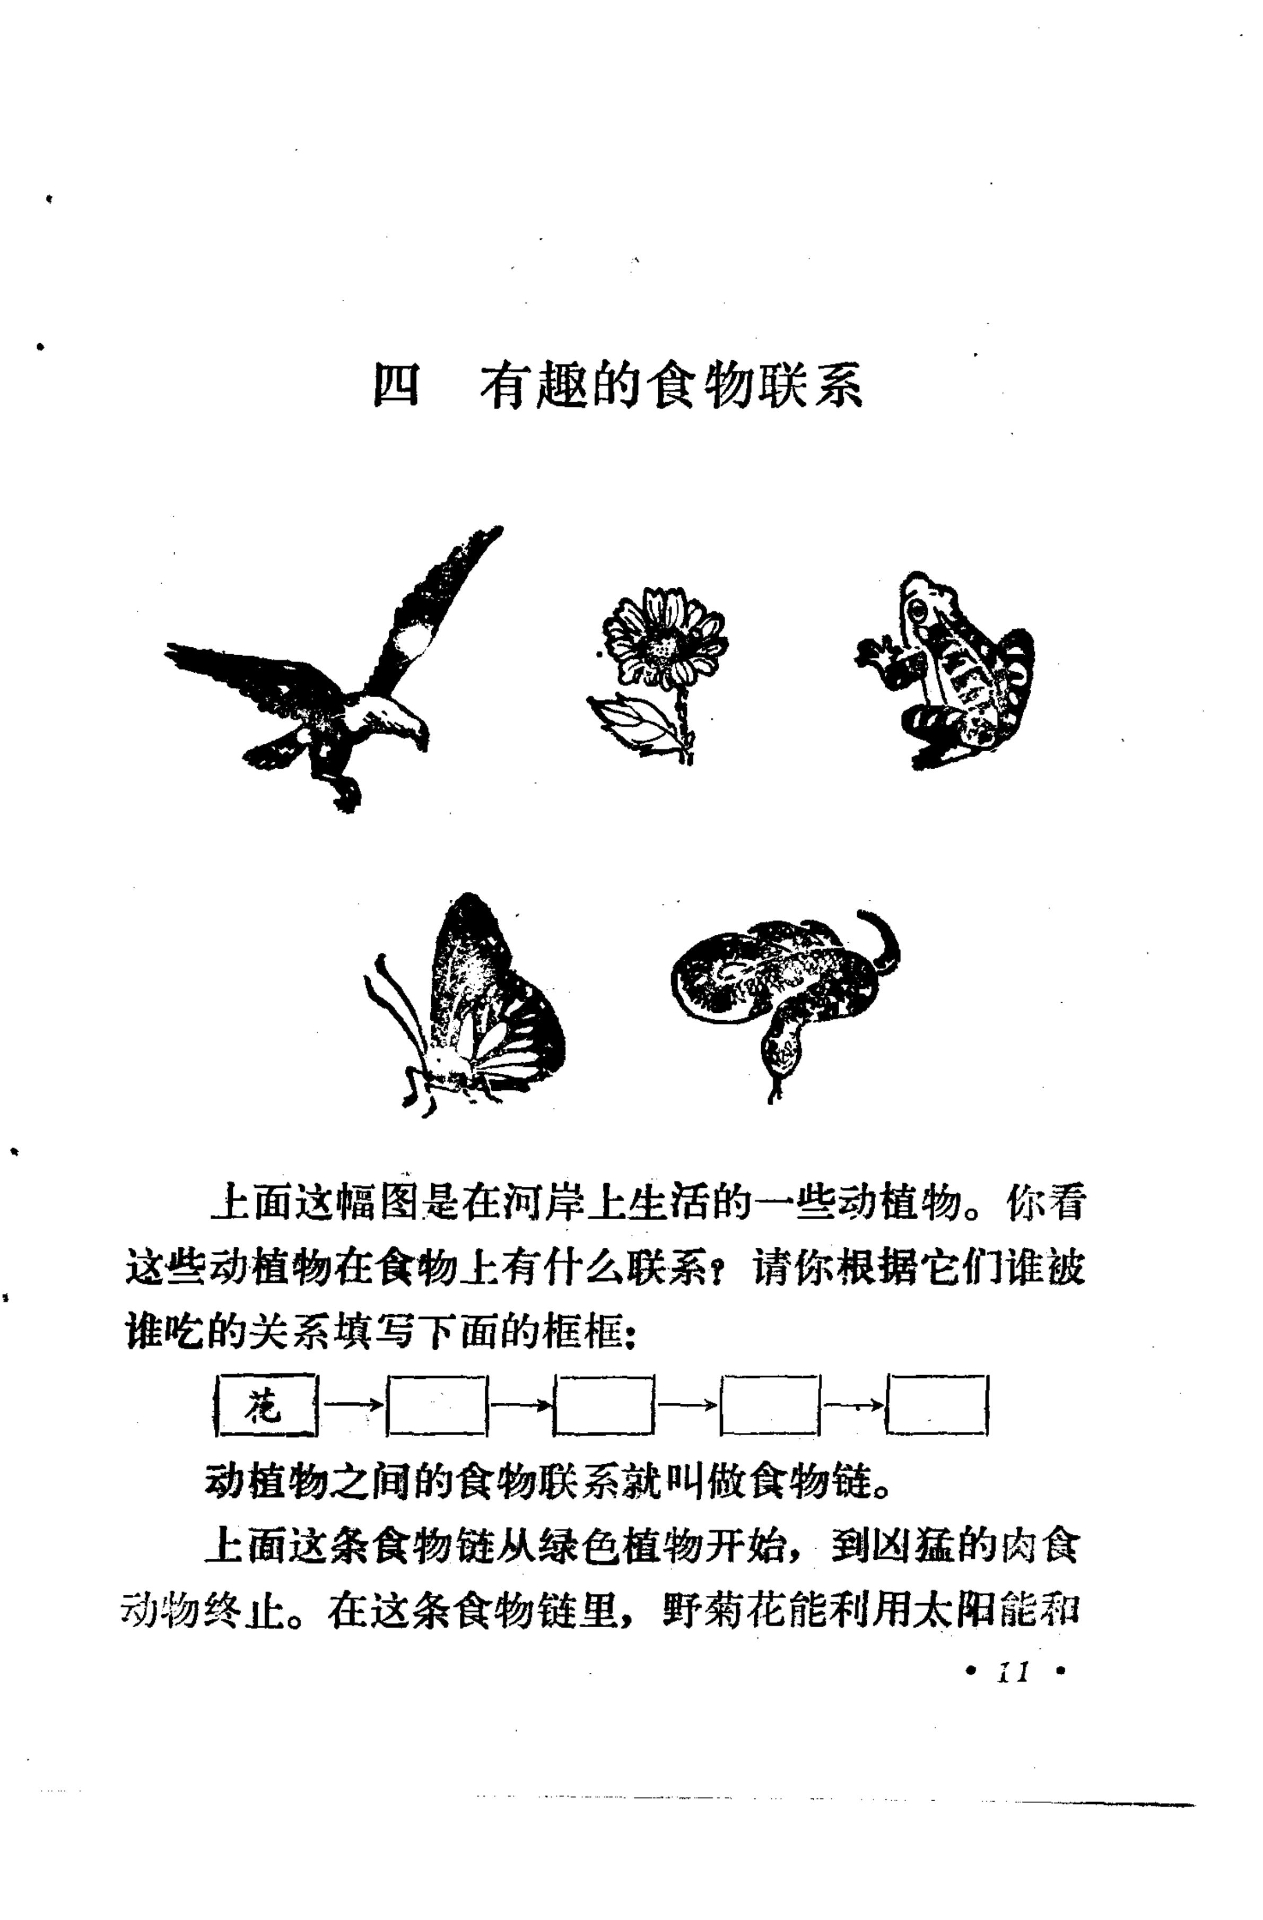 四 有趣的食物联系
上面这幅图是在河岸上生活的一些动植物。你看
这些动植物在食物上有什么联系？请你根据它们谁被
谁吃的关系填写下面的框框：
花
动植物之间的食物联系就叫做食物链。
上面这条食物链从绿色植物开始，到凶猛的肉食
动物终止。在这条食物链里，野菊花能利用太阳能和
• 11 •